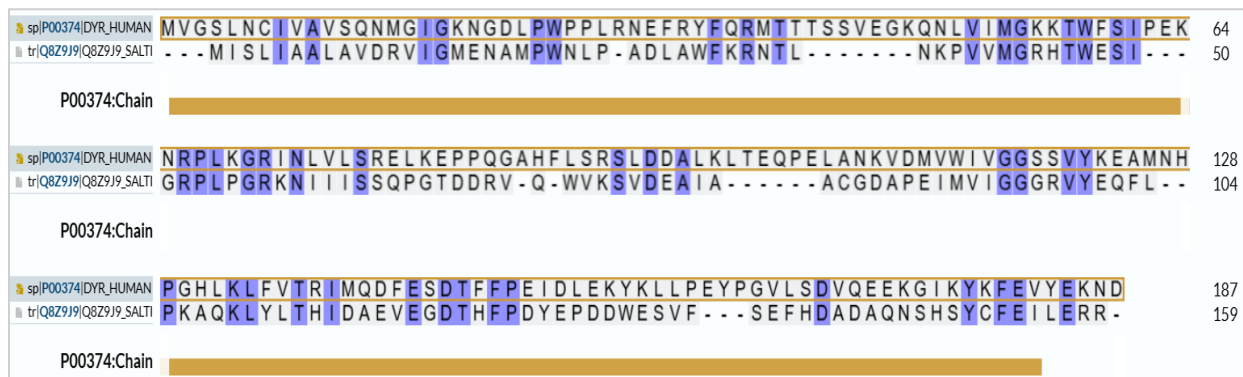 sp|P00374|DYR_HUMAN MVGSLNCIVAVSQNMGIGKNGDLPWPPLRNEFRYFQRMTTTSSVEGKQNLVIMGKKTWFSIPEK 64
tr|Q8Z9J9|Q8Z9J9_SALTI ---MISLIAALAVDRVIGMENAMPWNLP-ADLAWFKRNTL-------NKPVVMGRHTWESI--- 50
P00374:Chain
sp|P00374|DYR_HUMAN NRPLKGRINLVLSRELKEPPQGAHFLSRSLDDALKLTEQPELANKVDMVWIVGGSSVYKEAMNH 128
tr|Q8Z9J9|Q8Z9J9_SALTI GRPLPGRKNIIISSQPGTDDRV-Q-WVKSVDEAIA------ACGDAPEIMVIGGGRVYEQFL-- 104
P00374:Chain
sp|P00374|DYR_HUMAN PGHLKLFVTRIMQDFESDTFFPEIDLEKYKLLPEYPGVLSDVQEEKGIKYKFEVYEKND 187
tr|Q8Z9J9|Q8Z9J9_SALTI PKAQKLYLTHIDAEVEGDTHFPDYEPDDWESVF---SEFHDADAQNSHSYCFEILERR- 159
P00374:Chain